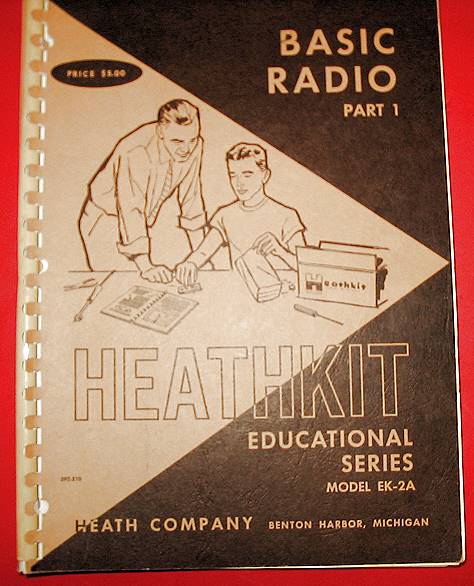 BASIC
RADIO
PART 1
PRICE $5.00
Heathkit
HEATHKIT
EDUCATIONAL
SERIES
MODEL EK-2A
HEATH COMPANY BENTON HARBOR, MICHIGAN